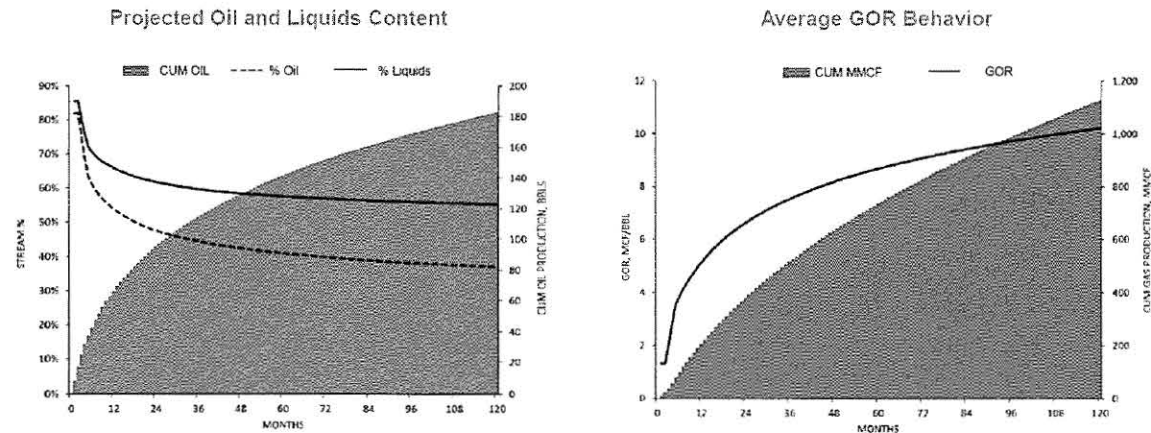 Projected Oil and Liquids Content
CUM OIL
% Oil
% Liquids
90%
80%
70%
60%
50%
40%
30%
20%
10%
0%
STREAM %
200
180
160
140
120
100
80
60
40
20
0
CUM OIL PRODUCTION, BBLS
0 12 24 36 48 60 72 84 96 108 120
MONTHS
Average GOR Behavior
CUM MMCF
GOR
12
10
8
6
4
2
0
GOR, MCF/BBL
1,200
1,000
800
600
400
200
0
CUM GAS PRODUCTION, MMCF
0 12 24 36 48 60 72 84 96 108 120
MONTHS